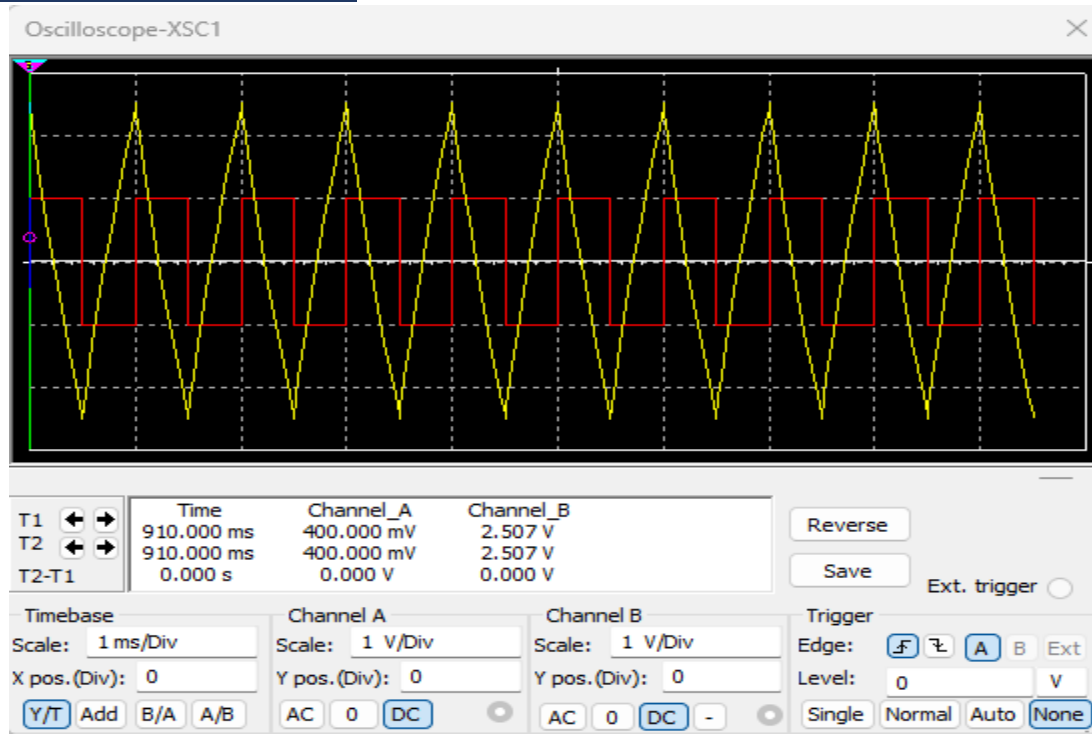 Oscilloscope-XSC1
Time Channel_A Channel_B
T1 910.000 ms 400.000 mV 2.507 V
T2 910.000 ms 400.000 mV 2.507 V
T2-T1 0.000 s 0.000 V 0.000 V
Reverse
Save
Ext. trigger
Timebase
Scale: 1 ms/Div
X pos.(Div): 0
Y/T Add B/A A/B
Channel A
Scale: 1 V/Div
Y pos.(Div): 0
AC 0 DC
Channel B
Scale: 1 V/Div
Y pos.(Div): 0
AC 0 DC -
Trigger
Edge: A B Ext
Level: 0 V
Single Normal Auto None